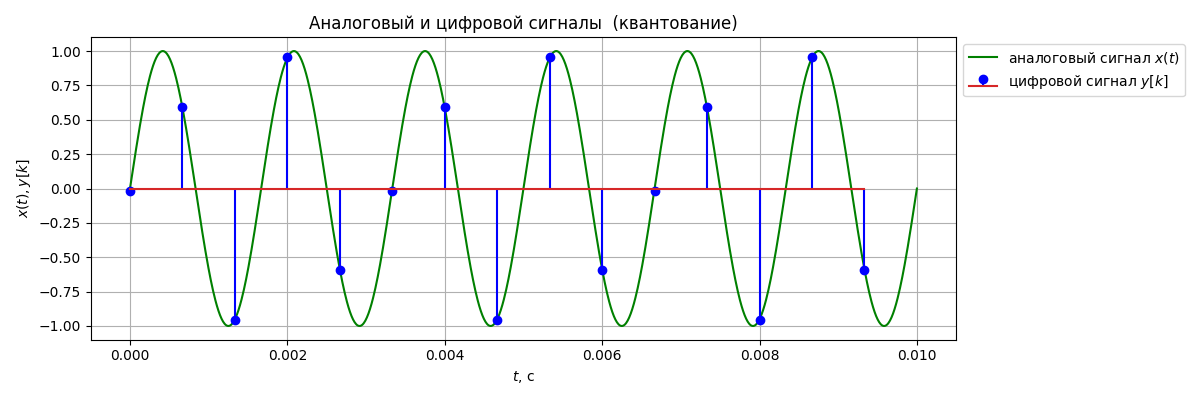 Аналоговый и цифровой сигналы (квантование)
1.00
0.75
0.50
0.25
0.00
−0.25
−0.50
−0.75
−1.00
x(t), y[k]
0.000 0.002 0.004 0.006 0.008 0.010
t, с
аналоговый сигнал x(t)
цифровой сигнал y[k]